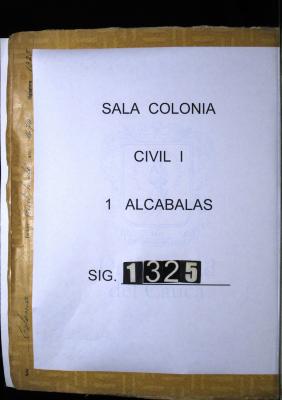 SALA COLONIA
CIVIL I
1 ALCABALAS
SIG. 1325